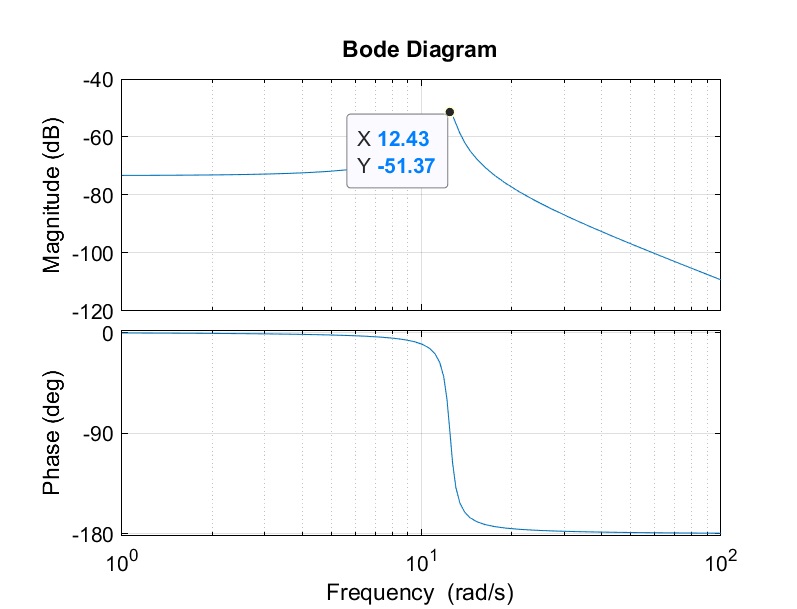 Bode Diagram
Magnitude (dB)
-40
-60
-80
-100
-120
X 12.43
Y -51.37
Phase (deg)
0
-90
-180
10^0
10^1
10^2
Frequency (rad/s)